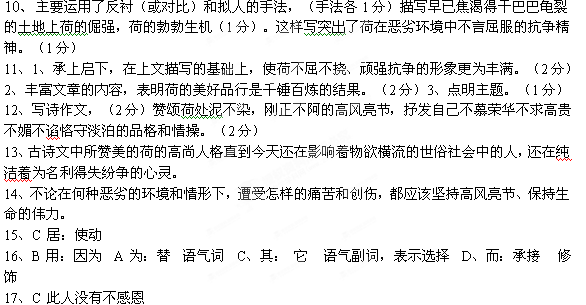 10、 主要运用了反衬（或对比）和拟人的手法，（手法各1分）描写早已焦渴得干巴巴龟裂
的土地上荷的倔强，荷的勃勃生机（1分）。这样写突出了荷在恶劣环境中不言屈服的抗争精
神。（1分）
11、1、承上启下，在上文描写的基础上，使荷不屈不挠、顽强抗争的形象更为丰满。（2分）
2、丰富文章的内容，表明荷的美好品行是千锤百炼的结果。（2分）3、点明主题。（1分）
12、写诗作文，（2分）赞颂荷处泥不染，刚正不阿的高风亮节，抒发自己不慕荣华不求高贵
不媚不谄恪守淡泊的品格和情操。（2分）
13、古诗文中所赞美的荷的高尚人格直到今天还在影响着物欲横流的世俗社会中的人，还在纯
洁着为名利得失纷争的心灵。
14、不论在何种恶劣的环境和情形下，遭受怎样的痛苦和创伤，都应该坚持高风亮节、保持生
命的伟力。
15、C 居：使动
16、B 用：因为 A 为：替 语气词 C、其： 它 语气副词，表示选择 D、而：承接 修
饰
17、C 此人没有不感恩